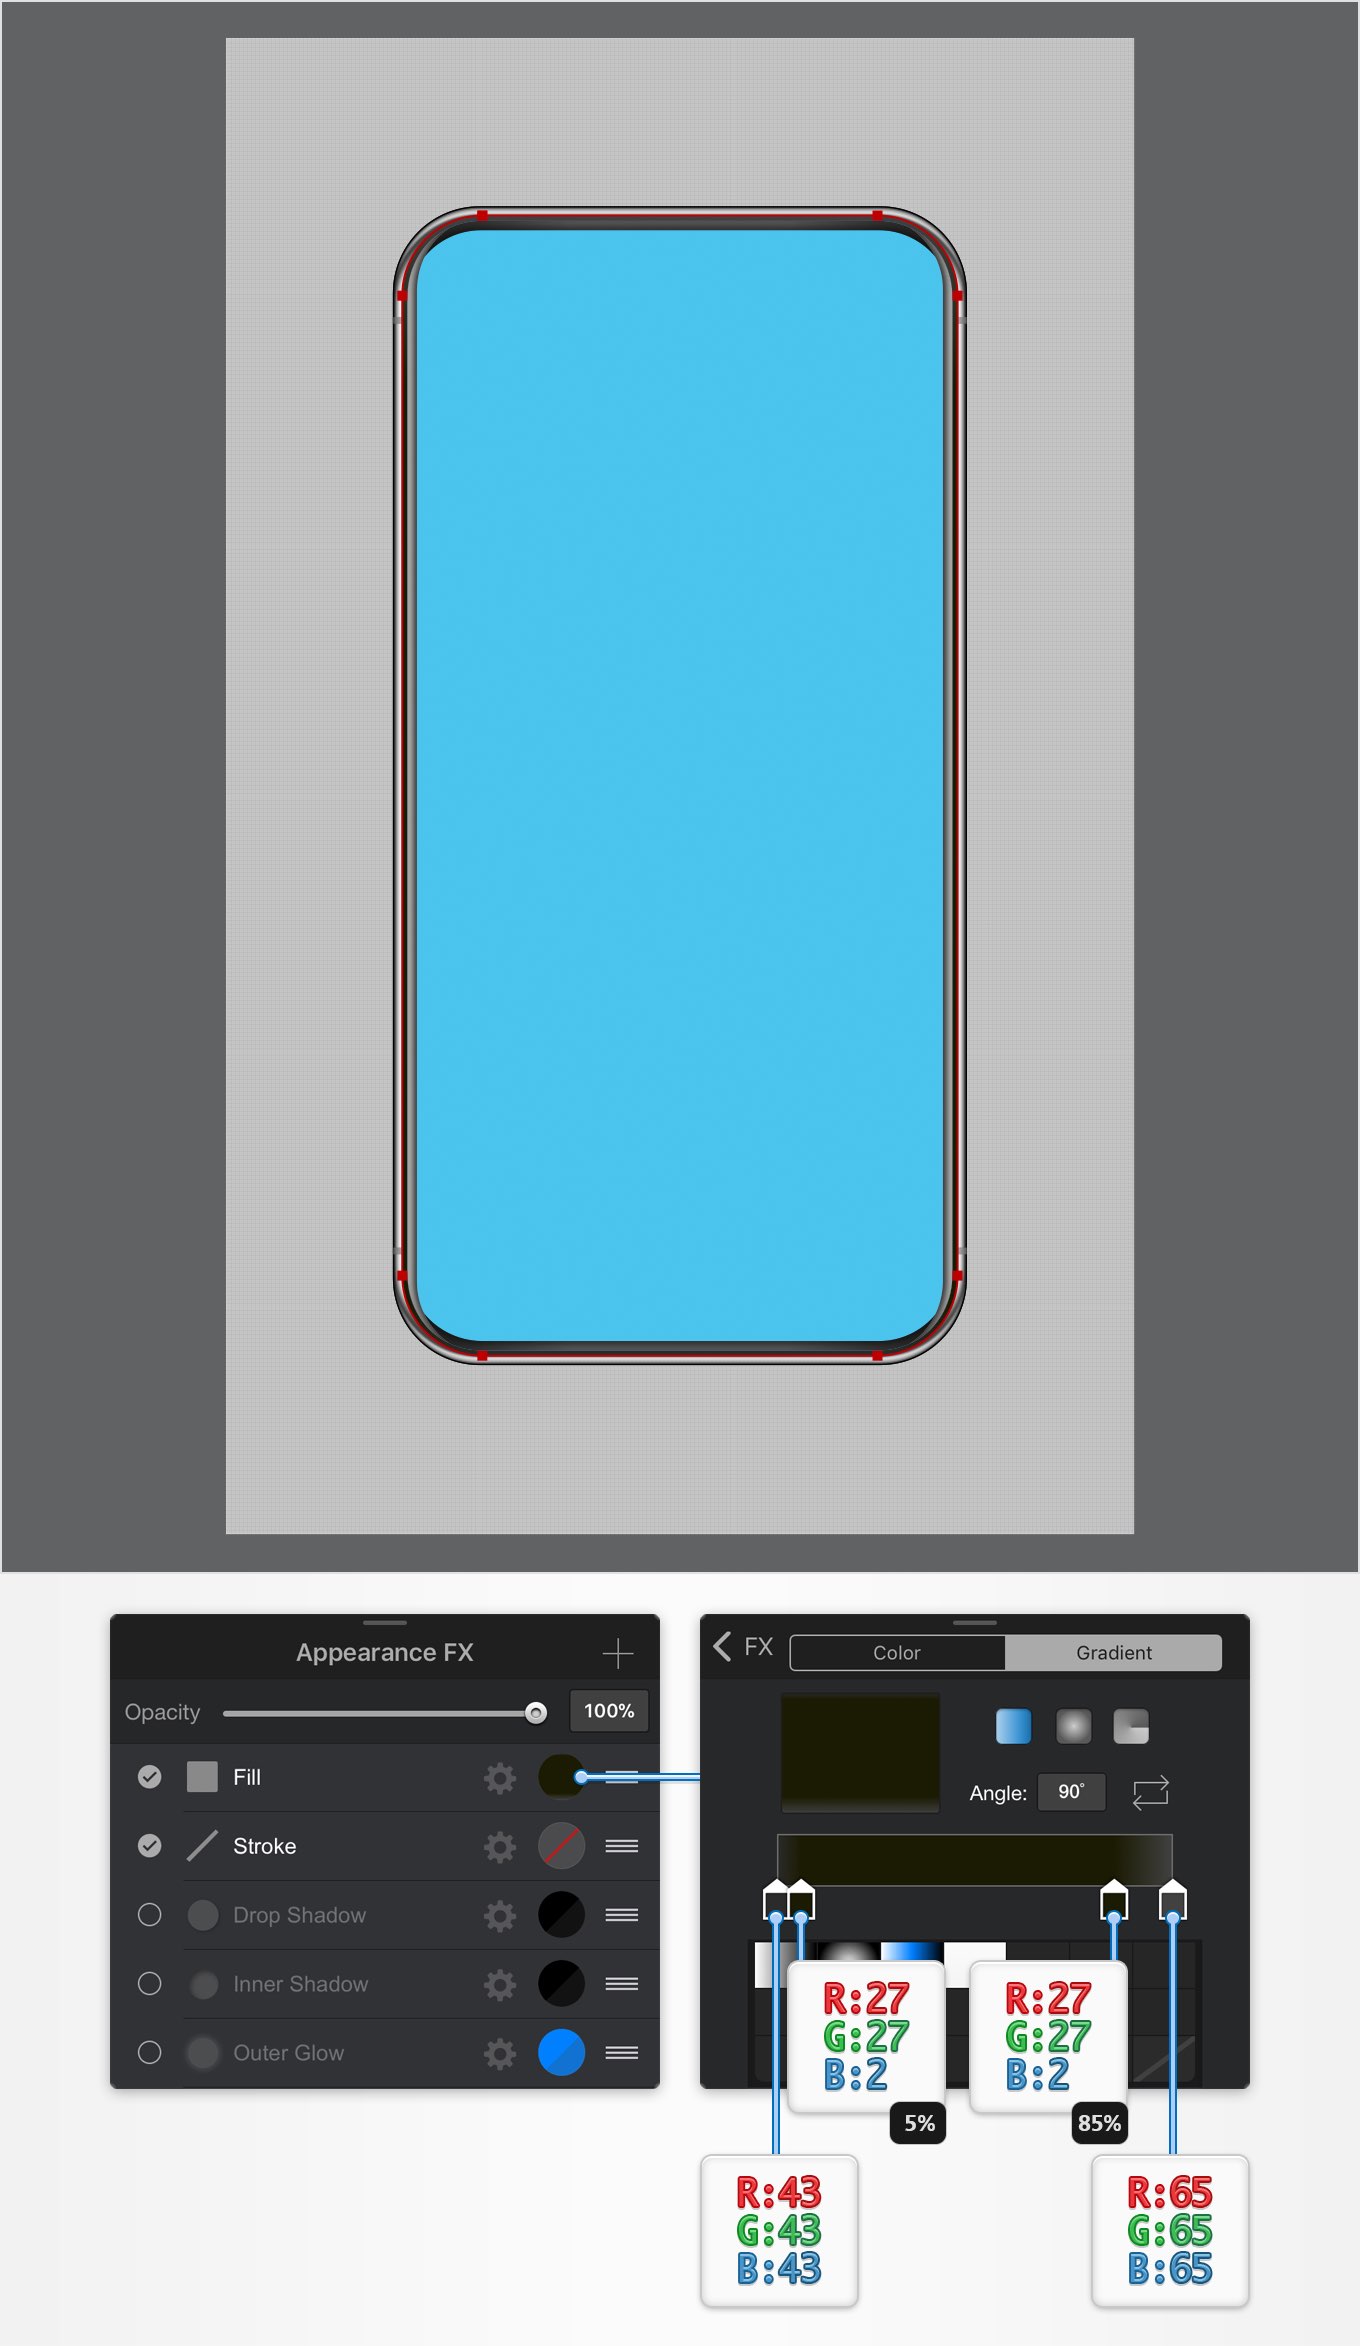 Appearance FX
Opacity 100%
Fill
Stroke
Drop Shadow
Inner Shadow
Outer Glow
FX Color Gradient
Angle: 90°
R:27
G:27
B:2
5%
R:27
G:27
B:2
85%
R:43
G:43
B:43
R:65
G:65
B:65